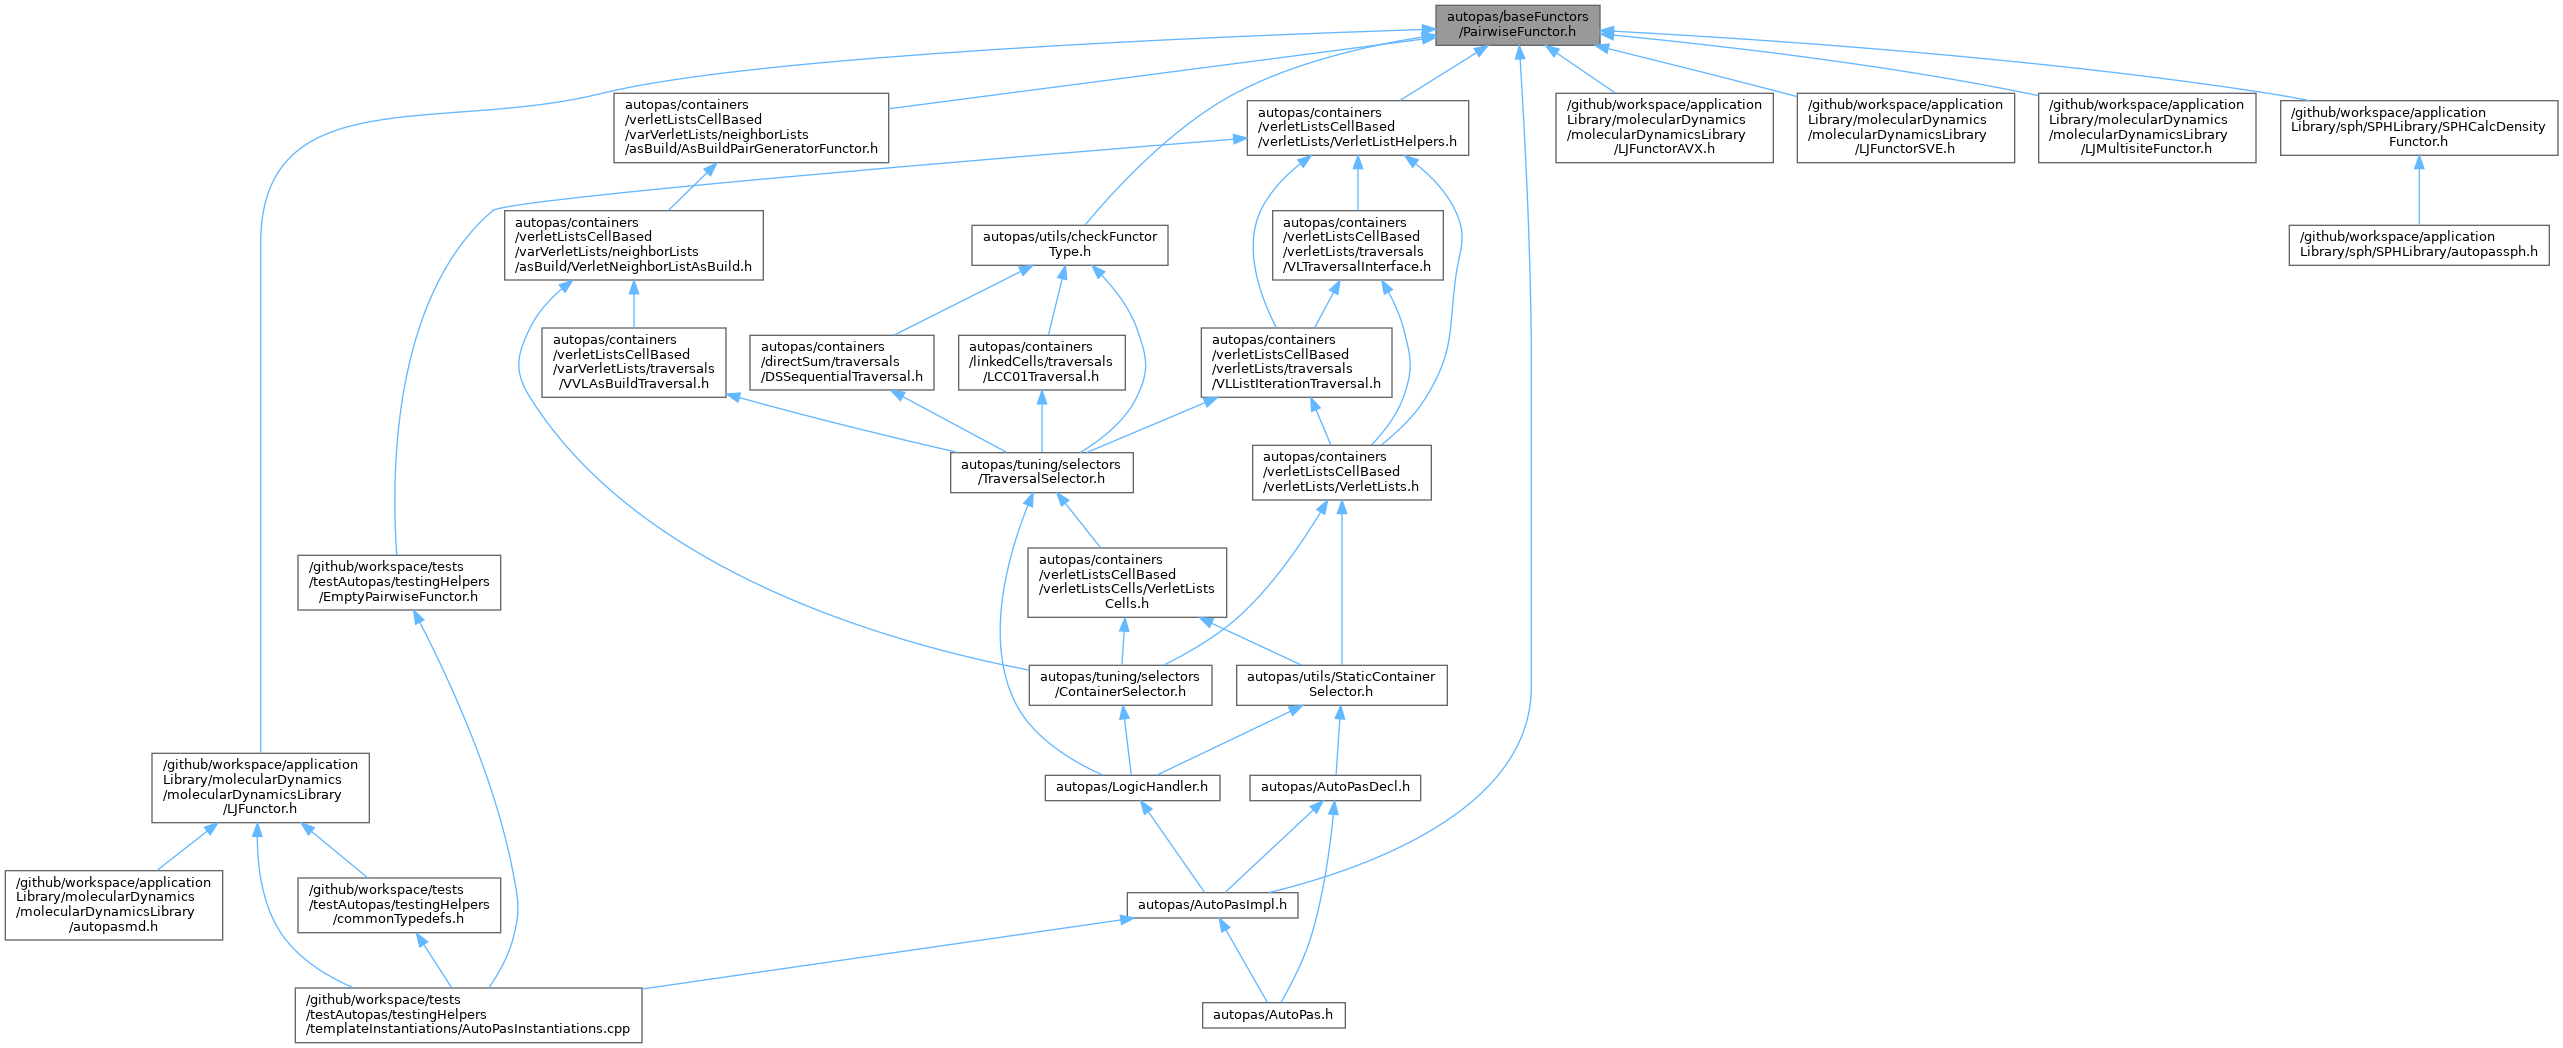 autopas/baseFunctors
/PairwiseFunctor.h
autopas/containers
/verletListsCellBased
/varVerletLists/neighborLists
/asBuild/AsBuildPairGeneratorFunctor.h
autopas/containers
/verletListsCellBased
/verletLists/VerletListHelpers.h
/github/workspace/application
Library/molecularDynamics
/molecularDynamicsLibrary
/LJFunctorAVX.h
/github/workspace/application
Library/molecularDynamics
/molecularDynamicsLibrary
/LJFunctorSVE.h
/github/workspace/application
Library/molecularDynamics
/molecularDynamicsLibrary
/LJMultisiteFunctor.h
/github/workspace/application
Library/sph/SPHLibrary/SPHCalcDensity
Functor.h
autopas/containers
/verletListsCellBased
/varVerletLists/neighborLists
/asBuild/VerletNeighborListAsBuild.h
autopas/utils/checkFunctor
Type.h
autopas/containers
/verletListsCellBased
/verletLists/traversals
/VLTraversalInterface.h
/github/workspace/application
Library/sph/SPHLibrary/autopassph.h
autopas/containers
/verletListsCellBased
/varVerletLists/traversals
/VVLAsBuildTraversal.h
autopas/containers
/directSum/traversals
/DSSequentialTraversal.h
autopas/containers
/linkedCells/traversals
/LCC01Traversal.h
autopas/containers
/verletListsCellBased
/verletLists/traversals
/VLListIterationTraversal.h
autopas/tuning/selectors
/TraversalSelector.h
autopas/containers
/verletListsCellBased
/verletLists/VerletLists.h
/github/workspace/tests
/testAutopas/testingHelpers
/EmptyPairwiseFunctor.h
autopas/containers
/verletListsCellBased
/verletListsCells/VerletLists
Cells.h
autopas/tuning/selectors
/ContainerSelector.h
autopas/utils/StaticContainer
Selector.h
/github/workspace/application
Library/molecularDynamics
/molecularDynamicsLibrary
/LJFunctor.h
autopas/LogicHandler.h
autopas/AutoPasDecl.h
/github/workspace/application
Library/molecularDynamics
/molecularDynamicsLibrary
/autopasmd.h
/github/workspace/tests
/testAutopas/testingHelpers
/commonTypedefs.h
autopas/AutoPasImpl.h
/github/workspace/tests
/testAutopas/testingHelpers
/templateInstantiations/AutoPasInstantiations.cpp
autopas/AutoPas.h